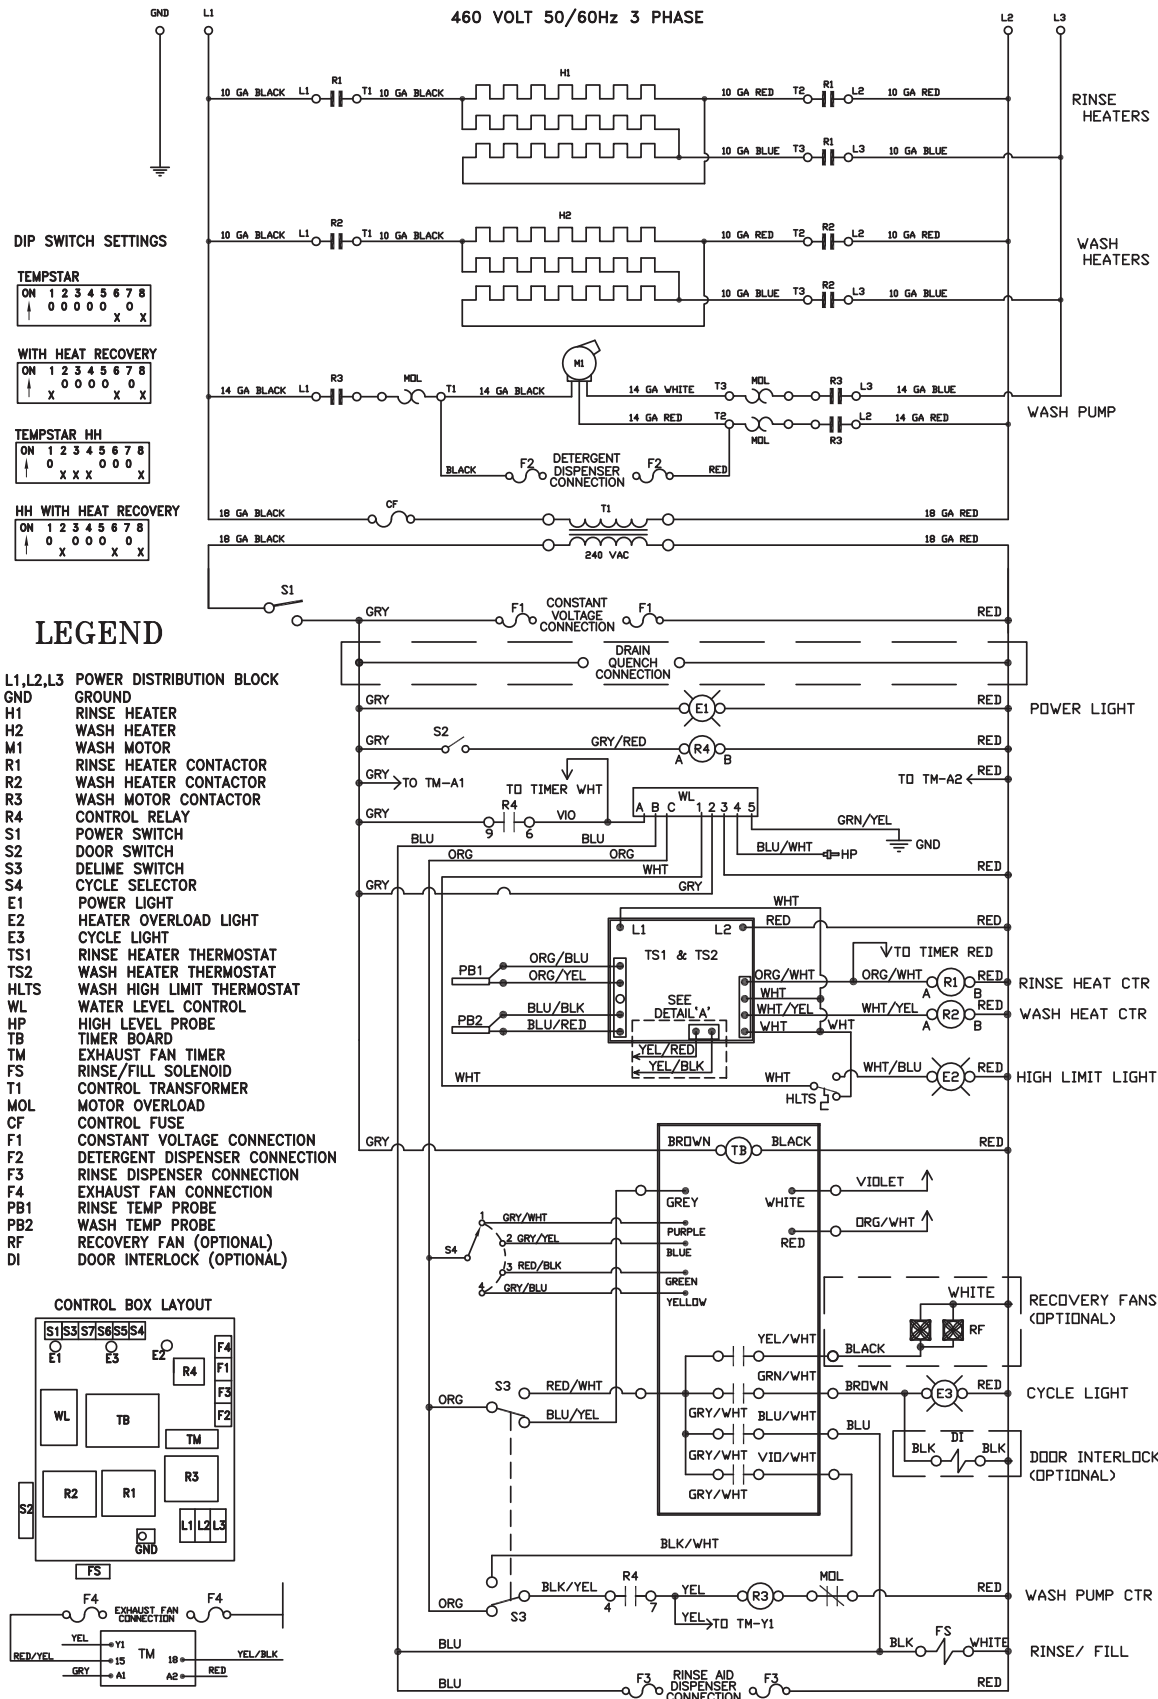 460 VOLT 50/60Hz 3 PHASE
GND L1 L2 L3
H1
10 GA BLACK L1 R1 T1 10 GA BLACK 10 GA RED T2 R1 L2 10 GA RED
RINSE
HEATERS
10 GA BLUE T3 R1 L3 10 GA BLUE
H2
10 GA BLACK L1 R2 T1 10 GA BLACK 10 GA RED T2 R2 L2 10 GA RED
WASH
HEATERS
10 GA BLUE T3 R2 L3 10 GA BLUE
DIP SWITCH SETTINGS
TEMPSTAR
ON 1 2 3 4 5 6 7 8
0 0 0 0 0 0
X X
WITH HEAT RECOVERY
ON 1 2 3 4 5 6 7 8
0 0 0 0 0
X X X
TEMPSTAR HH
ON 1 2 3 4 5 6 7 8
0 0 0 0
X X X X
HH WITH HEAT RECOVERY
ON 1 2 3 4 5 6 7 8
0 0 0 0 0
X X X
M1
14 GA BLACK L1 R3 MOL T1 14 GA BLACK 14 GA WHITE T3 MOL R3 L3 14 GA BLUE
14 GA RED T2 MOL R3 L2 14 GA RED
WASH PUMP
BLACK F2 DETERGENT
DISPENSER
CONNECTION F2 RED
18 GA BLACK CF T1 18 GA RED
18 GA BLACK 240 VAC 18 GA RED
S1
GRY F1 CONSTANT
VOLTAGE
CONNECTION F1 RED
DRAIN
QUENCH
CONNECTION
GRY E1 RED POWER LIGHT
GRY S2 GRY/RED A R4 B RED
GRY TO TM-A1 TO TIMER WHT TO TM-A2 RED
WL
A B C 1 2 3 4 5
GRY 9 R4 6 VIO GRN/YEL
GND
BLU BLU BLU/WHT HP
ORG ORG
WHT RED
GRY GRY
WHT
L1 L2 RED RED
TS1 & TS2
TO TIMER RED
PB1 ORG/BLU
ORG/YEL
ORG/WHT ORG/WHT A R1 B RED RINSE HEAT CTR
WHT
SEE
DETAIL'A'
PB2 BLU/BLK
BLU/RED
WHT/YEL WHT/YEL A R2 B RED WASH HEAT CTR
WHT WHT
YEL/RED
YEL/BLK
WHT WHT HLTS WHT/BLU E2 RED HIGH LIMIT LIGHT
GRY BROWN TB BLACK RED
GREY WHITE VIOLET
RED ORG/WHT
S4
1 GRY/WHT PURPLE
2 GRY/YEL BLUE
3 RED/BLK GREEN
4 GRY/BLU YELLOW
WHITE
RF
RECOVERY FANS
(OPTIONAL)
YEL/WHT BLACK
GRN/WHT
ORG S3 RED/WHT BROWN E3 RED CYCLE LIGHT
BLU/YEL
GRY/WHT BLU/WHT BLU
BLK DI BLK
DOOR INTERLOCK
(OPTIONAL)
GRY/WHT VIO/WHT
GRY/WHT
BLK/WHT
ORG S3 BLK/YEL 4 R4 7 YEL R3 MOL RED WASH PUMP CTR
YEL TO TM-Y1
BLU BLK FS WHITE RINSE/ FILL
BLU F3 RINSE AID
DISPENSER
CONNECTION F3 RED
LEGEND
L1,L2,L3 POWER DISTRIBUTION BLOCK
GND GROUND
H1 RINSE HEATER
H2 WASH HEATER
M1 WASH MOTOR
R1 RINSE HEATER CONTACTOR
R2 WASH HEATER CONTACTOR
R3 WASH MOTOR CONTACTOR
R4 CONTROL RELAY
S1 POWER SWITCH
S2 DOOR SWITCH
S3 DELIME SWITCH
S4 CYCLE SELECTOR
E1 POWER LIGHT
E2 HEATER OVERLOAD LIGHT
E3 CYCLE LIGHT
TS1 RINSE HEATER THERMOSTAT
TS2 WASH HEATER THERMOSTAT
HLTS WASH HIGH LIMIT THERMOSTAT
WL WATER LEVEL CONTROL
HP HIGH LEVEL PROBE
TB TIMER BOARD
TM EXHAUST FAN TIMER
FS RINSE/FILL SOLENOID
T1 CONTROL TRANSFORMER
MOL MOTOR OVERLOAD
CF CONTROL FUSE
F1 CONSTANT VOLTAGE CONNECTION
F2 DETERGENT DISPENSER CONNECTION
F3 RINSE DISPENSER CONNECTION
F4 EXHAUST FAN CONNECTION
PB1 RINSE TEMP PROBE
PB2 WASH TEMP PROBE
RF RECOVERY FAN (OPTIONAL)
DI DOOR INTERLOCK (OPTIONAL)
CONTROL BOX LAYOUT
S1 S3 S7 S6 S5 S4
E1 E3 E2
R4 F4
F1
F3
F2
WL TB TM
R2 R1 R3
S2
L1 L2 L3
GND
FS
F4 EXHAUST FAN
CONNECTION F4
YEL Y1
RED/YEL 15 TM 18 YEL/BLK
GRY A1 A2 RED